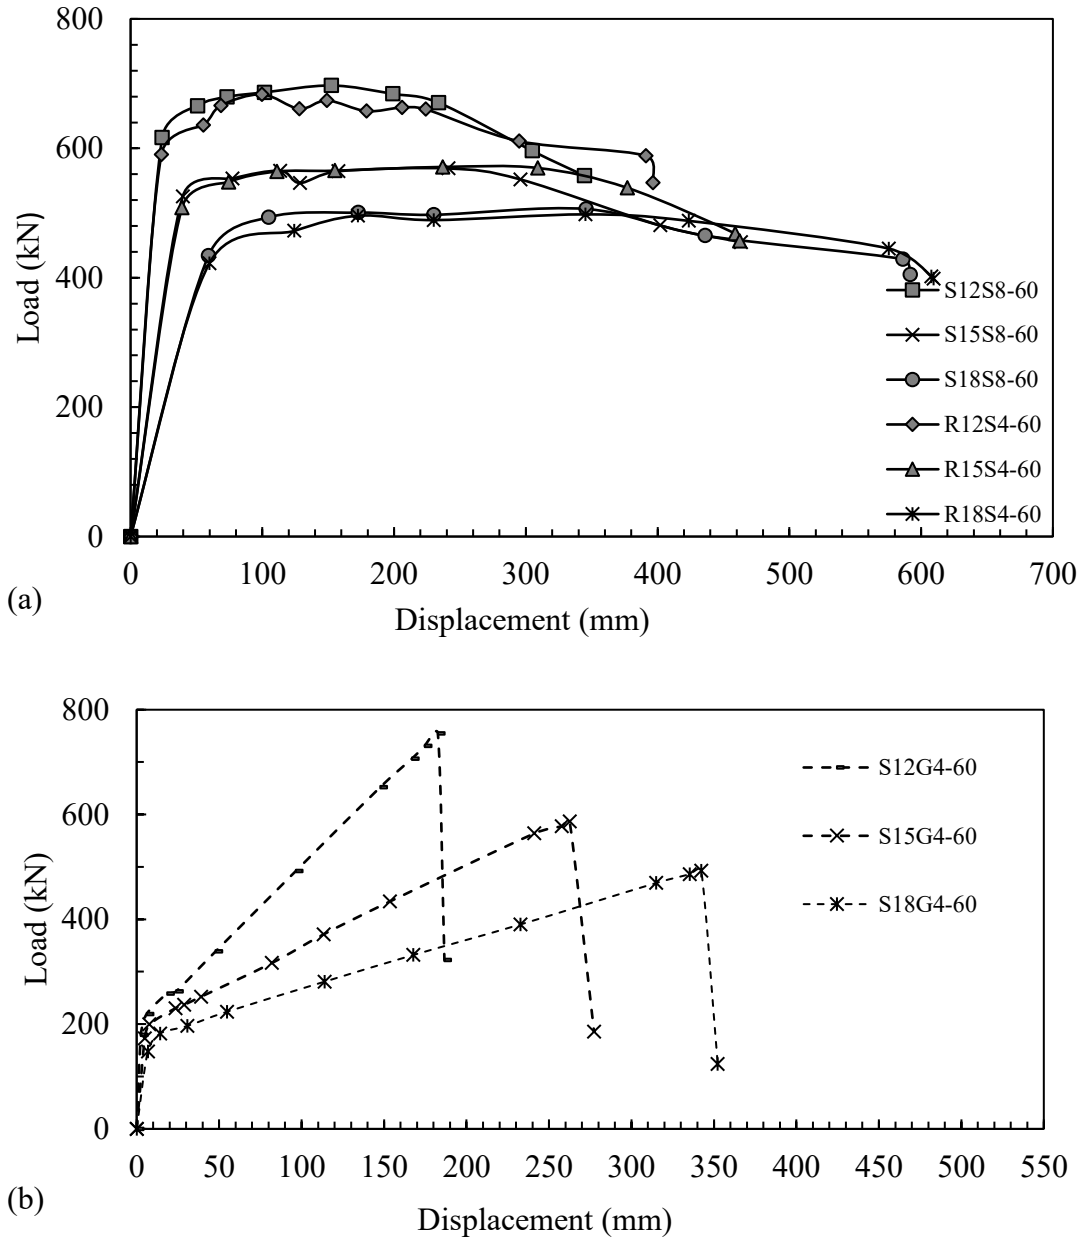 800
600
400
200
0
Load (kN)
S12S8-60
S15S8-60
S18S8-60
R12S4-60
R15S4-60
R18S4-60
0 100 200 300 400 500 600 700
(a)
Displacement (mm)
800
600
400
200
0
Load (kN)
S12G4-60
S15G4-60
S18G4-60
0 50 100 150 200 250 300 350 400 450 500 550
(b)
Displacement (mm)